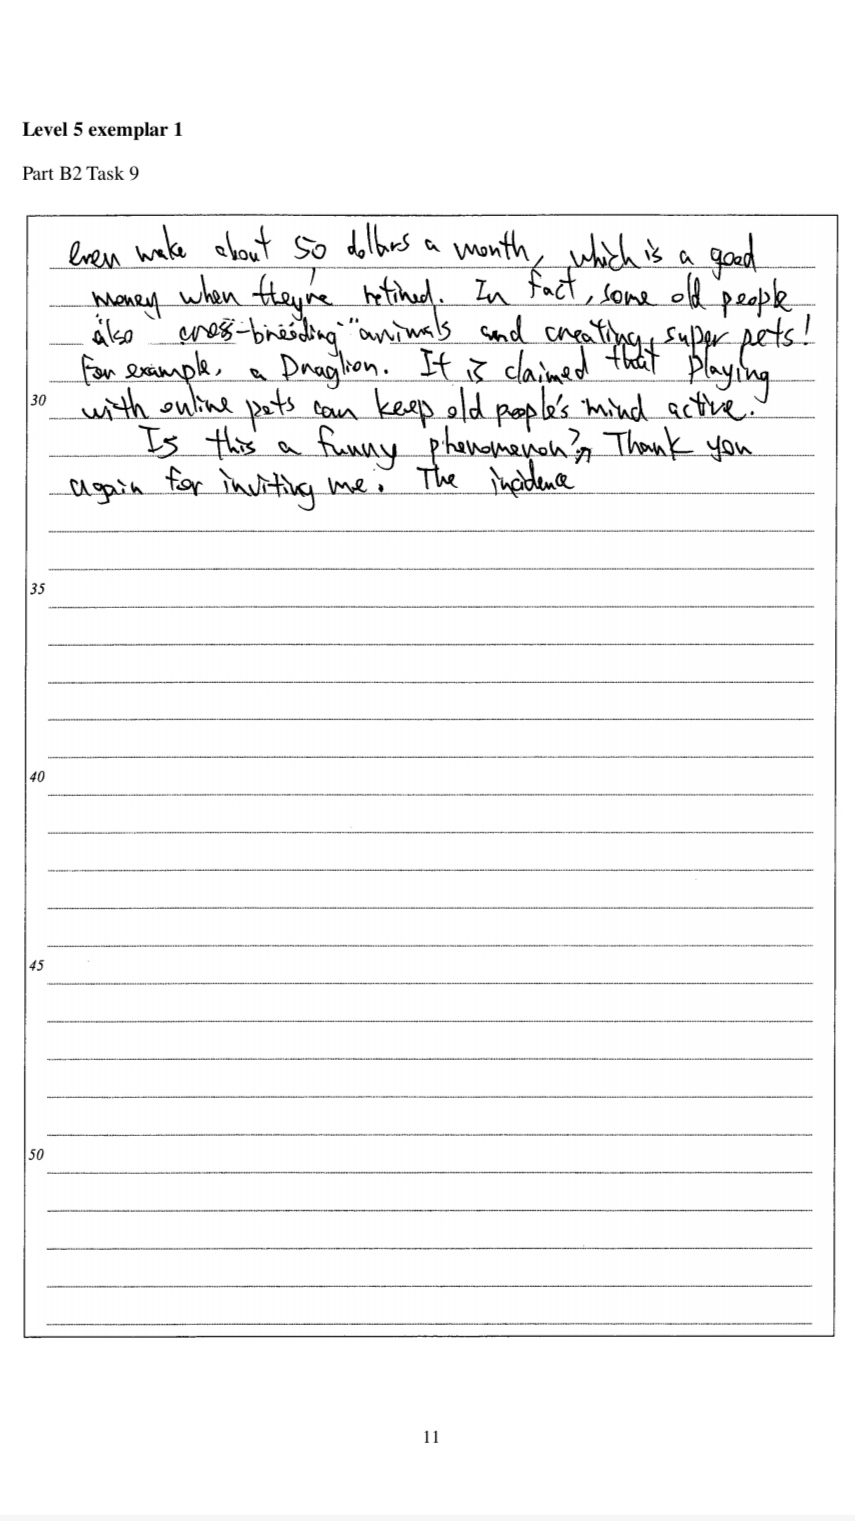 Level 5 exemplar 1
Part B2 Task 9
even make about 50 dollars a month, which is a good
money when they're retired. In fact, some old people
also "cross-breeding" animals and creating super pets!
For example, a Draglion. It is claimed that playing
30 with online pets can keep old people's mind active.
Is this a funny phenomenon? Thank you
again for inviting me. The incidence
35
40
45
50
11